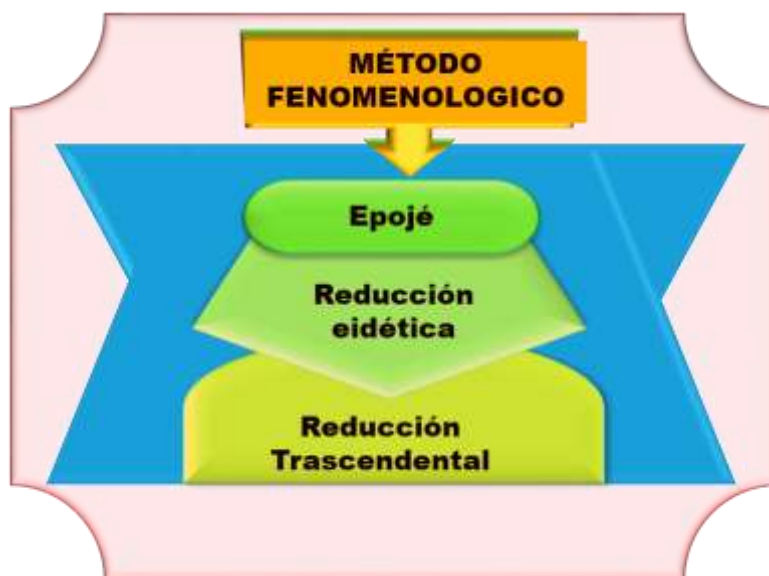 MÉTODO
FENOMENOLOGICO
Epojé
Reducción
eidética
Reducción
Trascendental